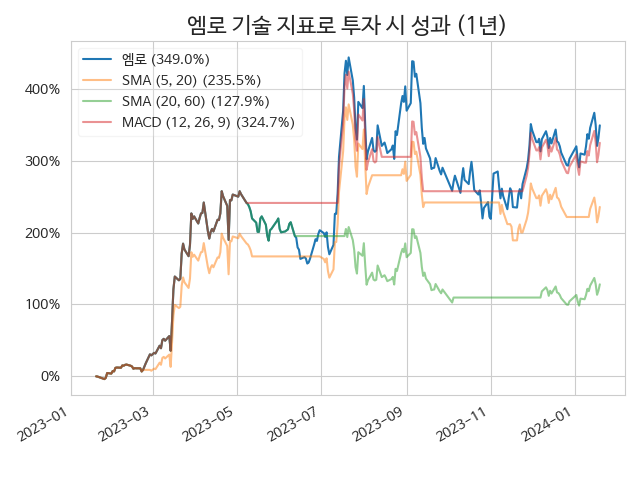 엠로 기술 지표로 투자 시 성과 (1년)
엠로 (349.0%)
SMA (5, 20) (235.5%)
SMA (20, 60) (127.9%)
MACD (12, 26, 9) (324.7%)
400%
300%
200%
100%
0%
2023-01
2023-03
2023-05
2023-07
2023-09
2023-11
2024-01